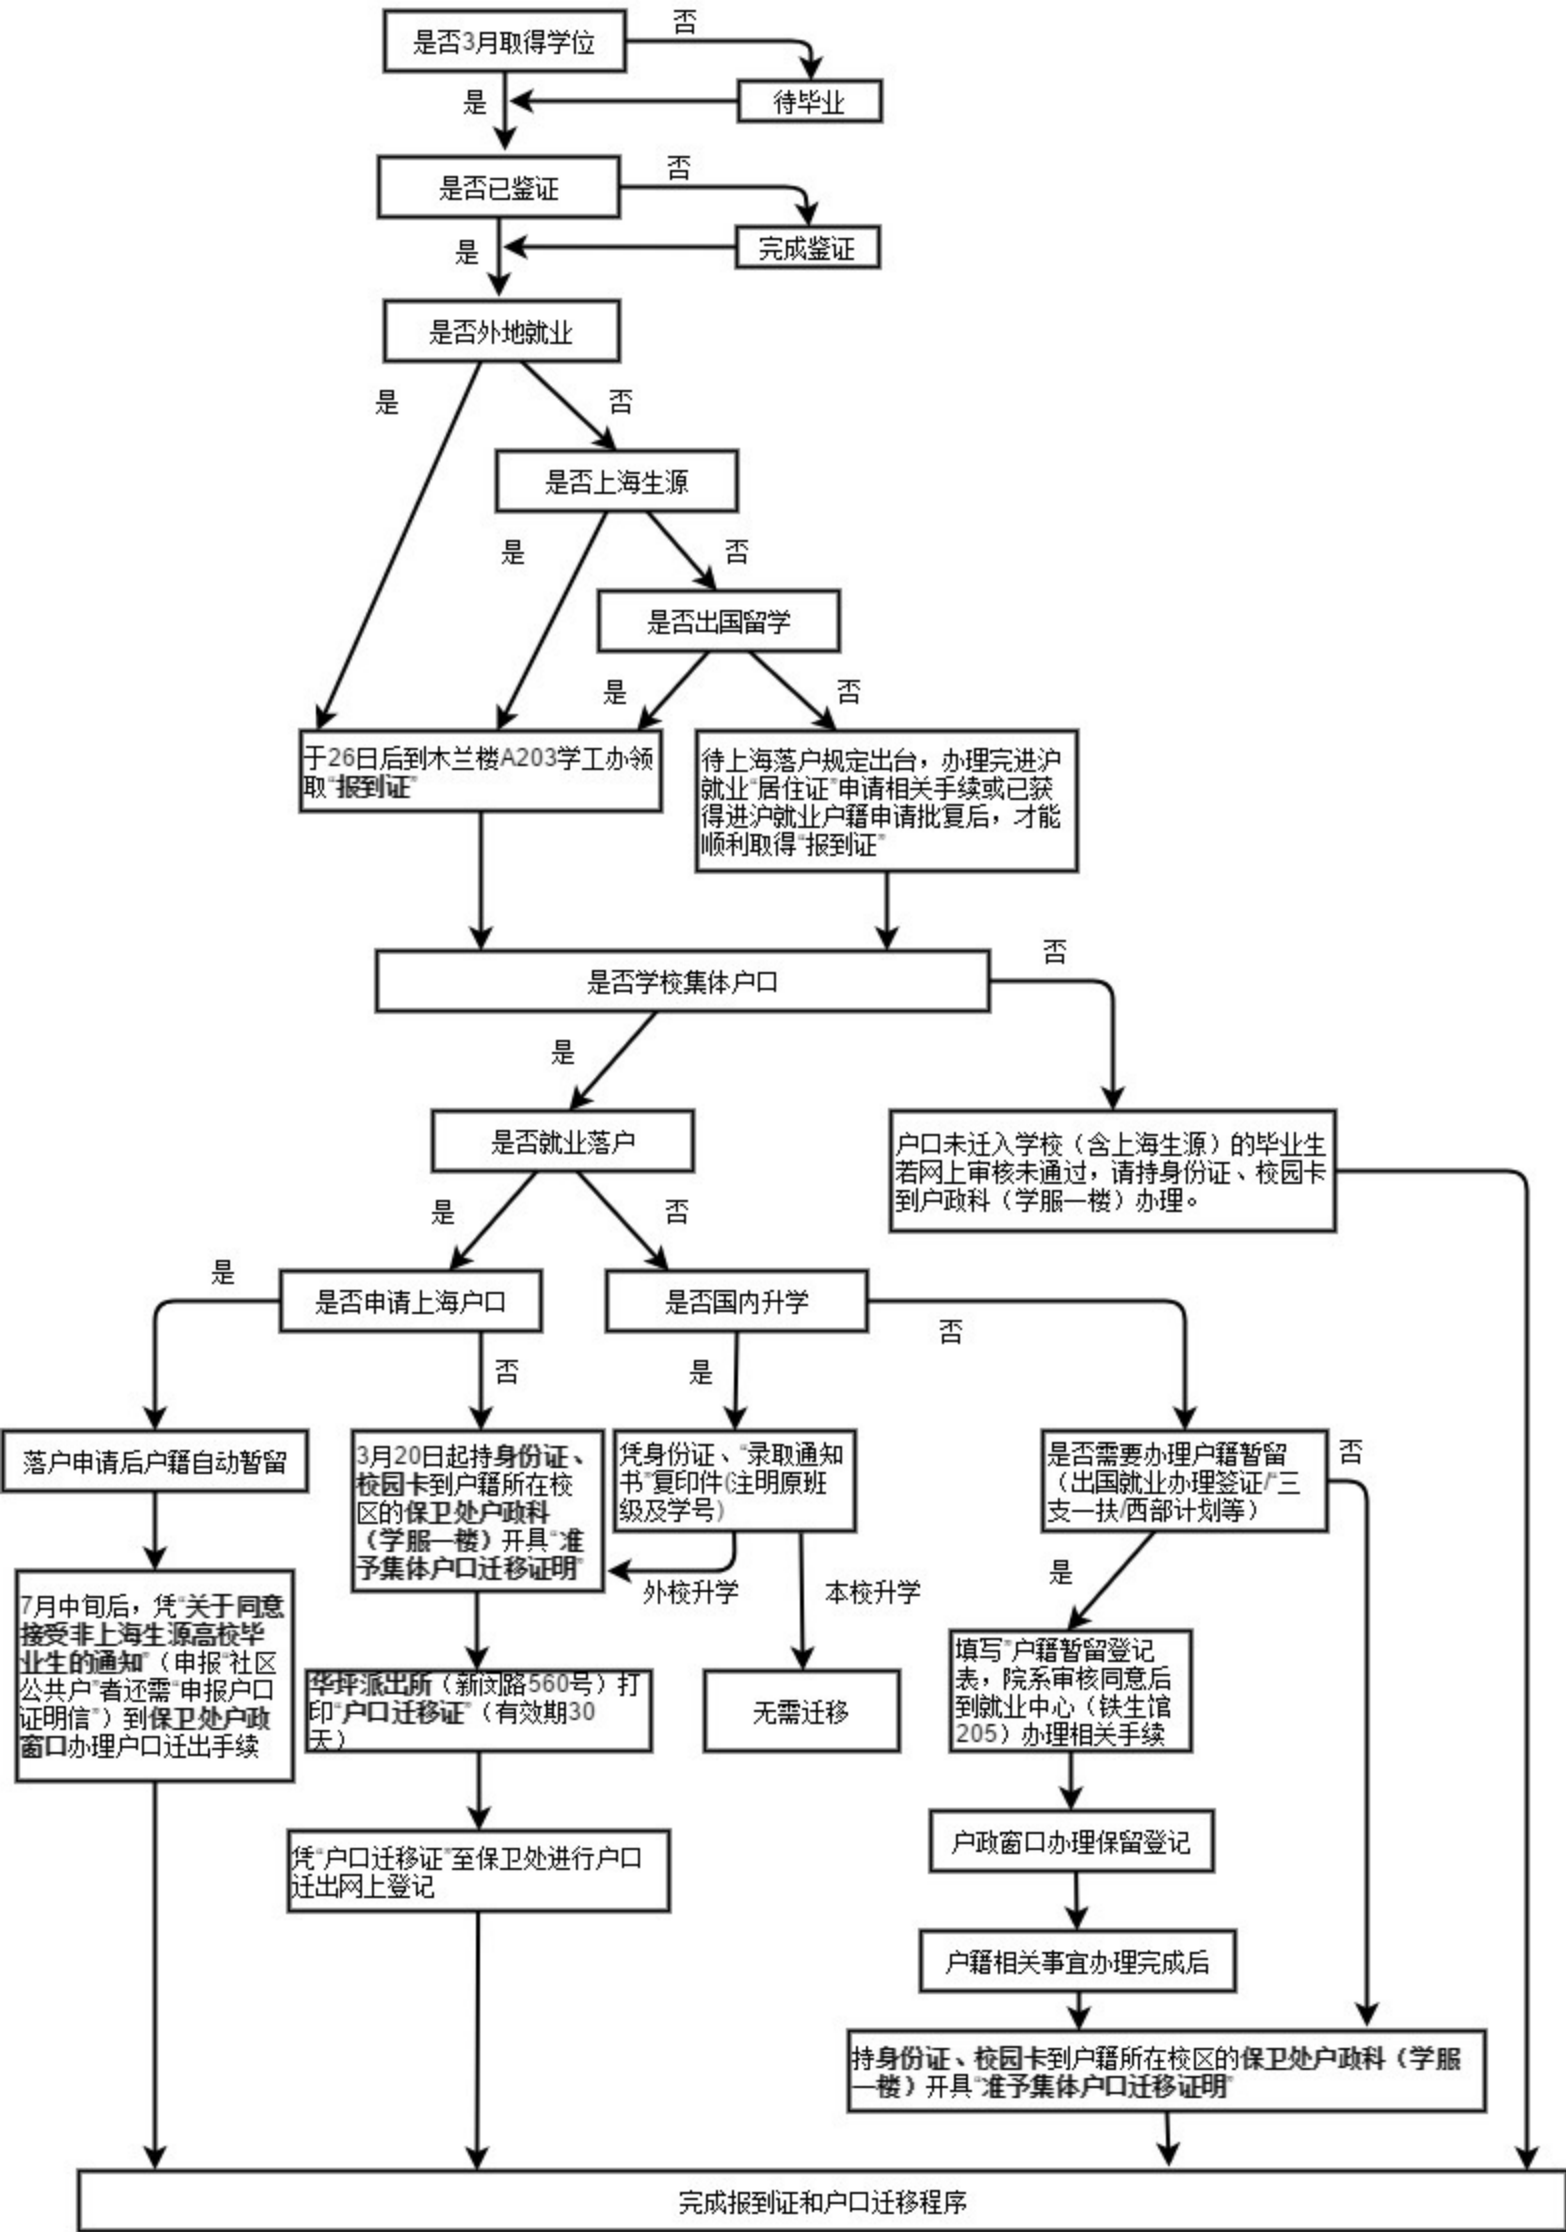 是否3月取得学位
否
待毕业
是
是否已鉴证
否
完成鉴证
是
是否外地就业
是
否
是否上海生源
是
否
是否出国留学
是
否
于26日后到木兰楼A203学工办领
取“报到证”
待上海落户规定出台，办理完进沪
就业“居住证”申请相关手续或已获
得进沪就业户籍申请批复后，才能
顺利取得“报到证”
是否学校集体户口
否
是
是否就业落户
户口未迁入学校（含上海生源）的毕业生
若网上审核未通过，请持身份证、校园卡
到户政科（学服一楼）办理。
是
否
是否申请上海户口
是
否
是否国内升学
是
否
落户申请后户籍自动暂留
3月20日起持身份证、
校园卡到户籍所在校
区的保卫处户政科
（学服一楼）开具“准
予集体户口迁移证明”
凭身份证、“录取通知
书”复印件(注明原班
级及学号)
是否需要办理户籍暂留
（出国就业办理签证/“三
支一扶/西部计划等）
否
外校升学
本校升学
是
7月中旬后，凭“关于同意
接受非上海生源高校毕
业生的通知”（申报“社区
公共户”者还需“申报户口
证明信”）到保卫处户政
窗口办理户口迁出手续
华坪派出所（新闵路560号）打
印“户口迁移证”（有效期30
天）
无需迁移
填写”户籍暂留登记
表，院系审核同意后
到就业中心（铁生馆
205）办理相关手续
凭“户口迁移证”至保卫处进行户口
迁出网上登记
户政窗口办理保留登记
户籍相关事宜办理完成后
持身份证、校园卡到户籍所在校区的保卫处户政科（学服
一楼）开具“准予集体户口迁移证明”
完成报到证和户口迁移程序